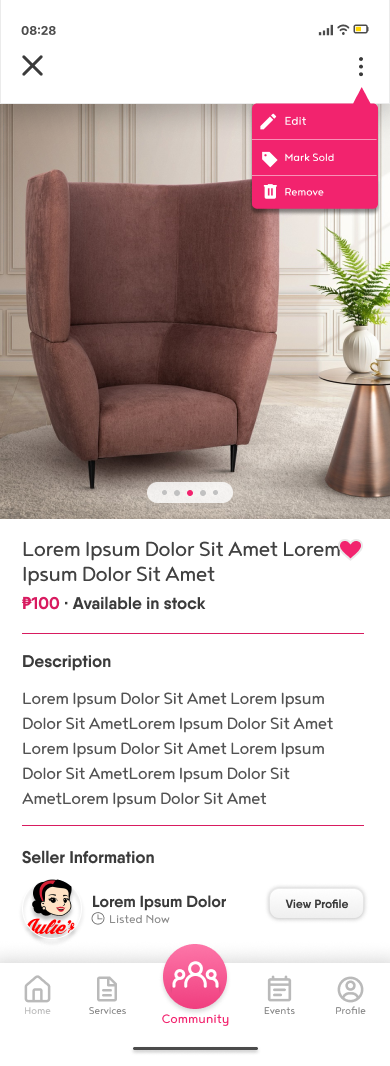 08:28
Edit
Mark Sold
Remove
Lorem Ipsum Dolor Sit Amet Lorem
Ipsum Dolor Sit Amet
₱100 · Available in stock
Description
Lorem Ipsum Dolor Sit Amet Lorem Ipsum
Dolor Sit AmetLorem Ipsum Dolor Sit Amet
Lorem Ipsum Dolor Sit Amet Lorem Ipsum
Dolor Sit AmetLorem Ipsum Dolor Sit
AmetLorem Ipsum Dolor Sit Amet
Seller Information
Julie's
Lorem Ipsum Dolor
Listed Now
View Profile
Home
Services
Community
Events
Profile